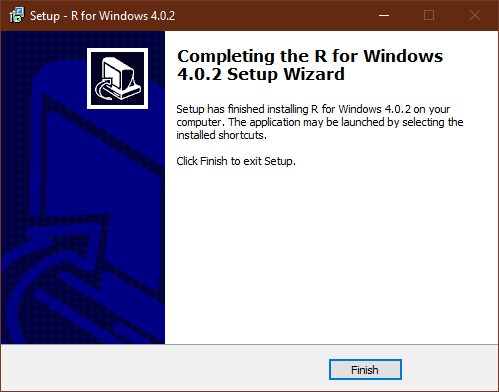 Setup - R for Windows 4.0.2
Completing the R for Windows
4.0.2 Setup Wizard
Setup has finished installing R for Windows 4.0.2 on your
computer. The application may be launched by selecting the
installed shortcuts.
Click Finish to exit Setup.
Finish